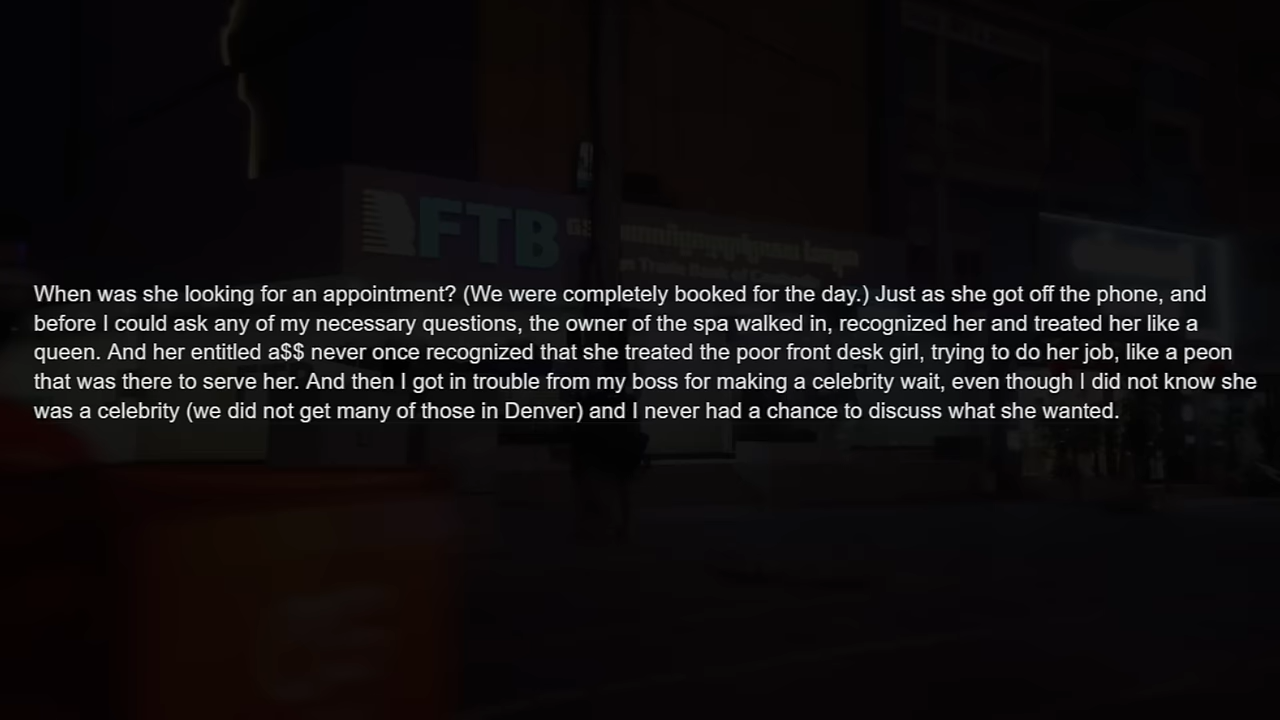 FTB
When was she looking for an appointment? (We were completely booked for the day.) Just as she got off the phone, and
before I could ask any of my necessary questions, the owner of the spa walked in, recognized her and treated her like a
queen. And her entitled a$$ never once recognized that she treated the poor front desk girl, trying to do her job, like a peon
that was there to serve her. And then I got in trouble from my boss for making a celebrity wait, even though I did not know she
was a celebrity (we did not get many of those in Denver) and I never had a chance to discuss what she wanted.